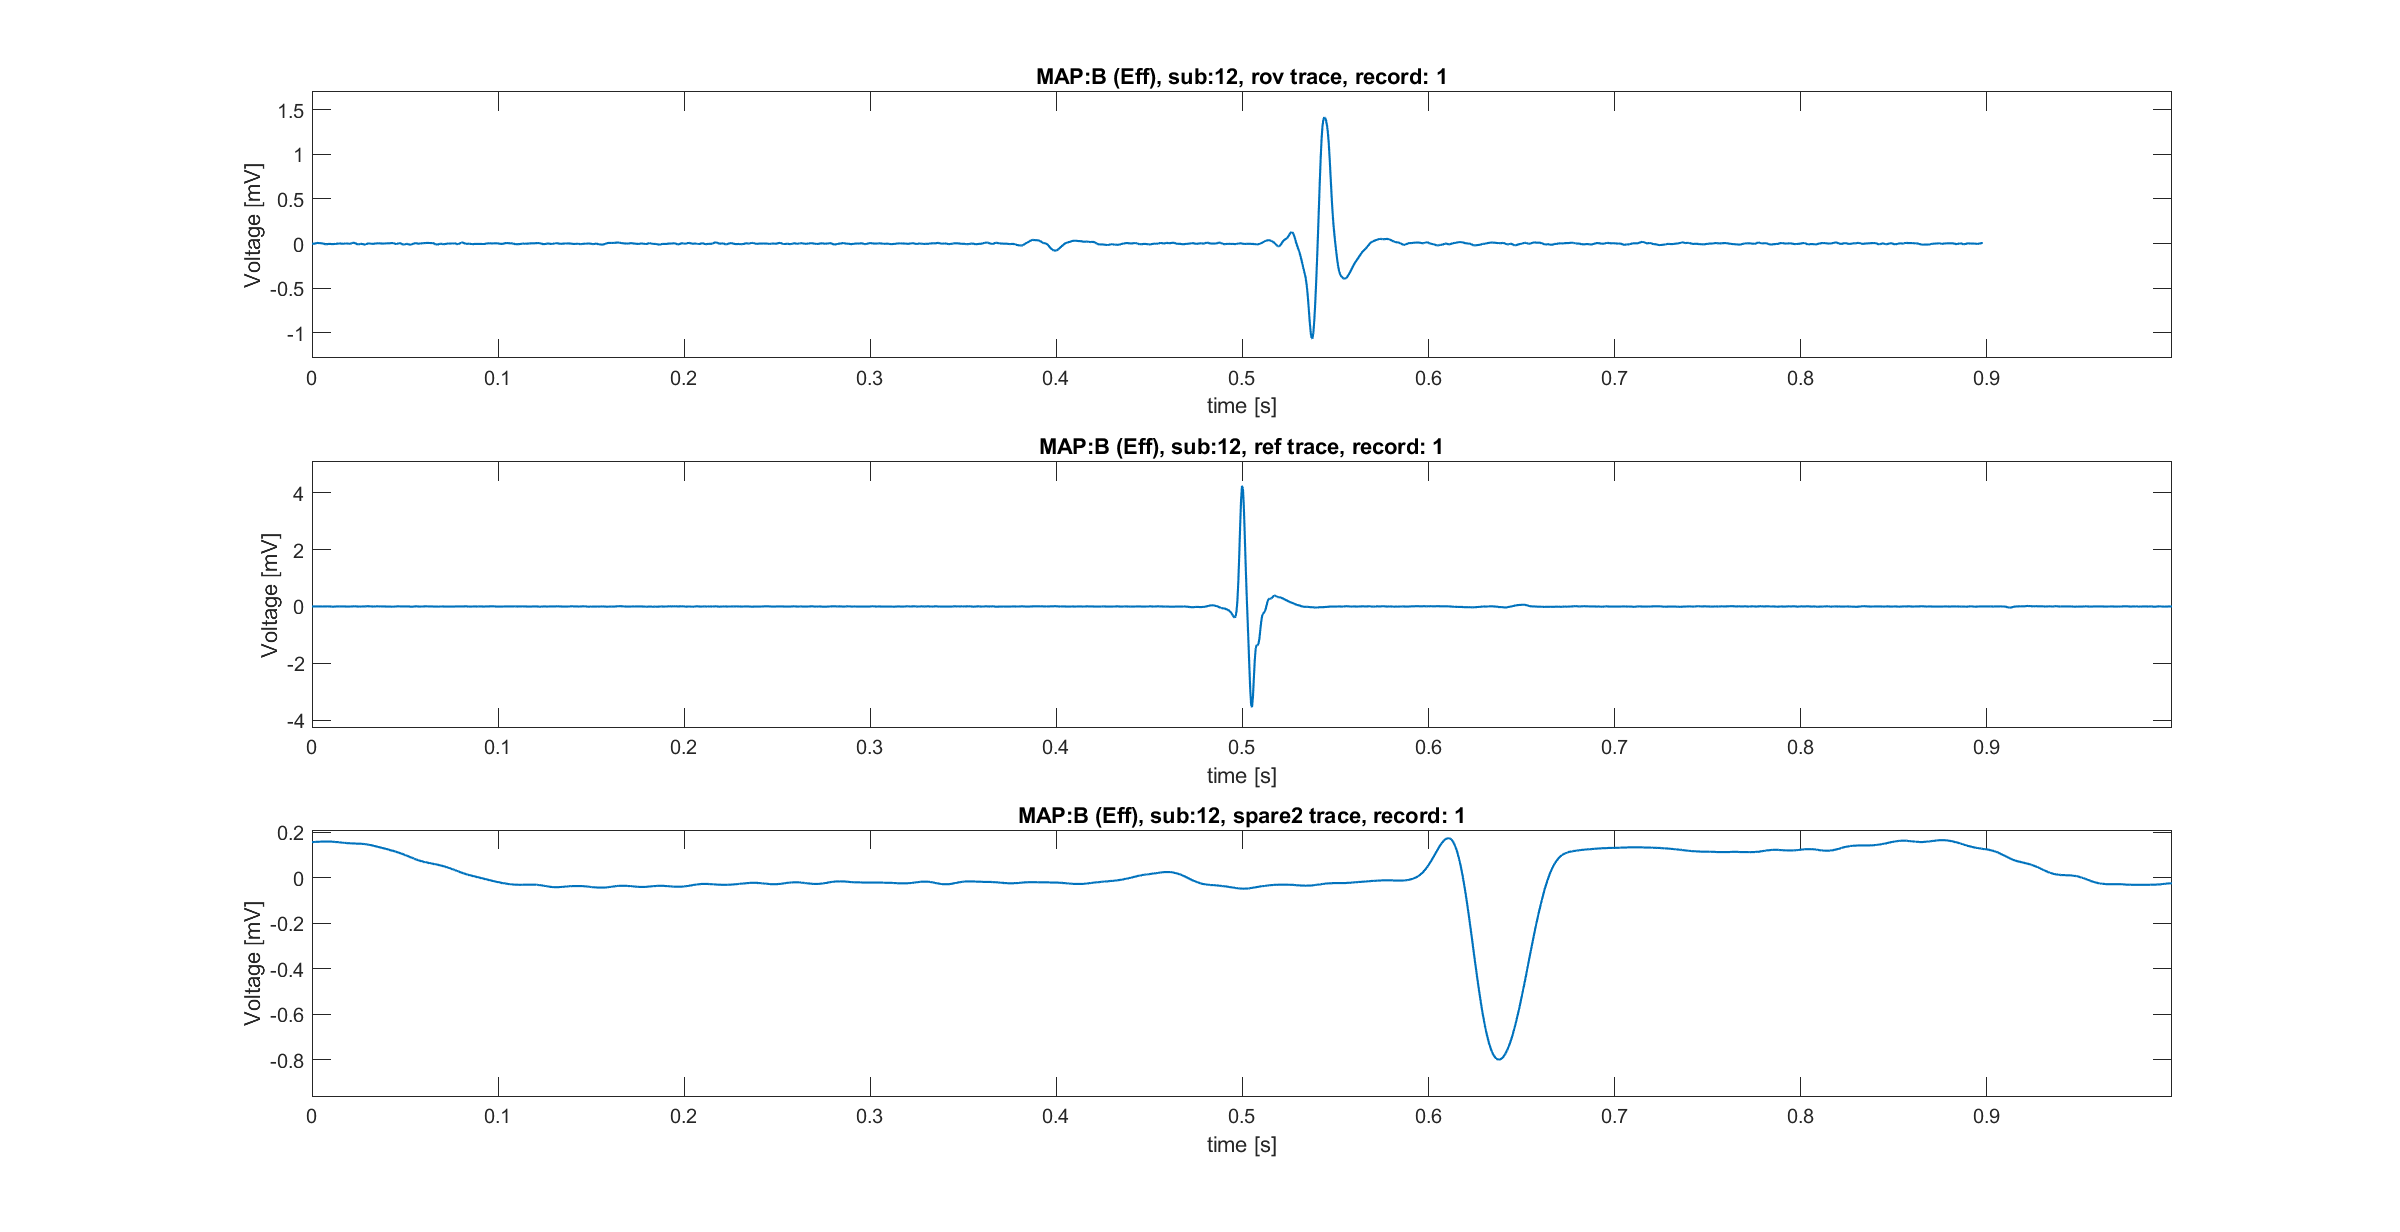 MAP:B (Eff), sub:12, rov trace, record: 1
Voltage [mV]
1.5
1
0.5
0
-0.5
-1
0 0.1 0.2 0.3 0.4 0.5 0.6 0.7 0.8 0.9
time [s]
MAP:B (Eff), sub:12, ref trace, record: 1
Voltage [mV]
4
2
0
-2
-4
0 0.1 0.2 0.3 0.4 0.5 0.6 0.7 0.8 0.9
time [s]
MAP:B (Eff), sub:12, spare2 trace, record: 1
Voltage [mV]
0.2
0
-0.2
-0.4
-0.6
-0.8
0 0.1 0.2 0.3 0.4 0.5 0.6 0.7 0.8 0.9
time [s]